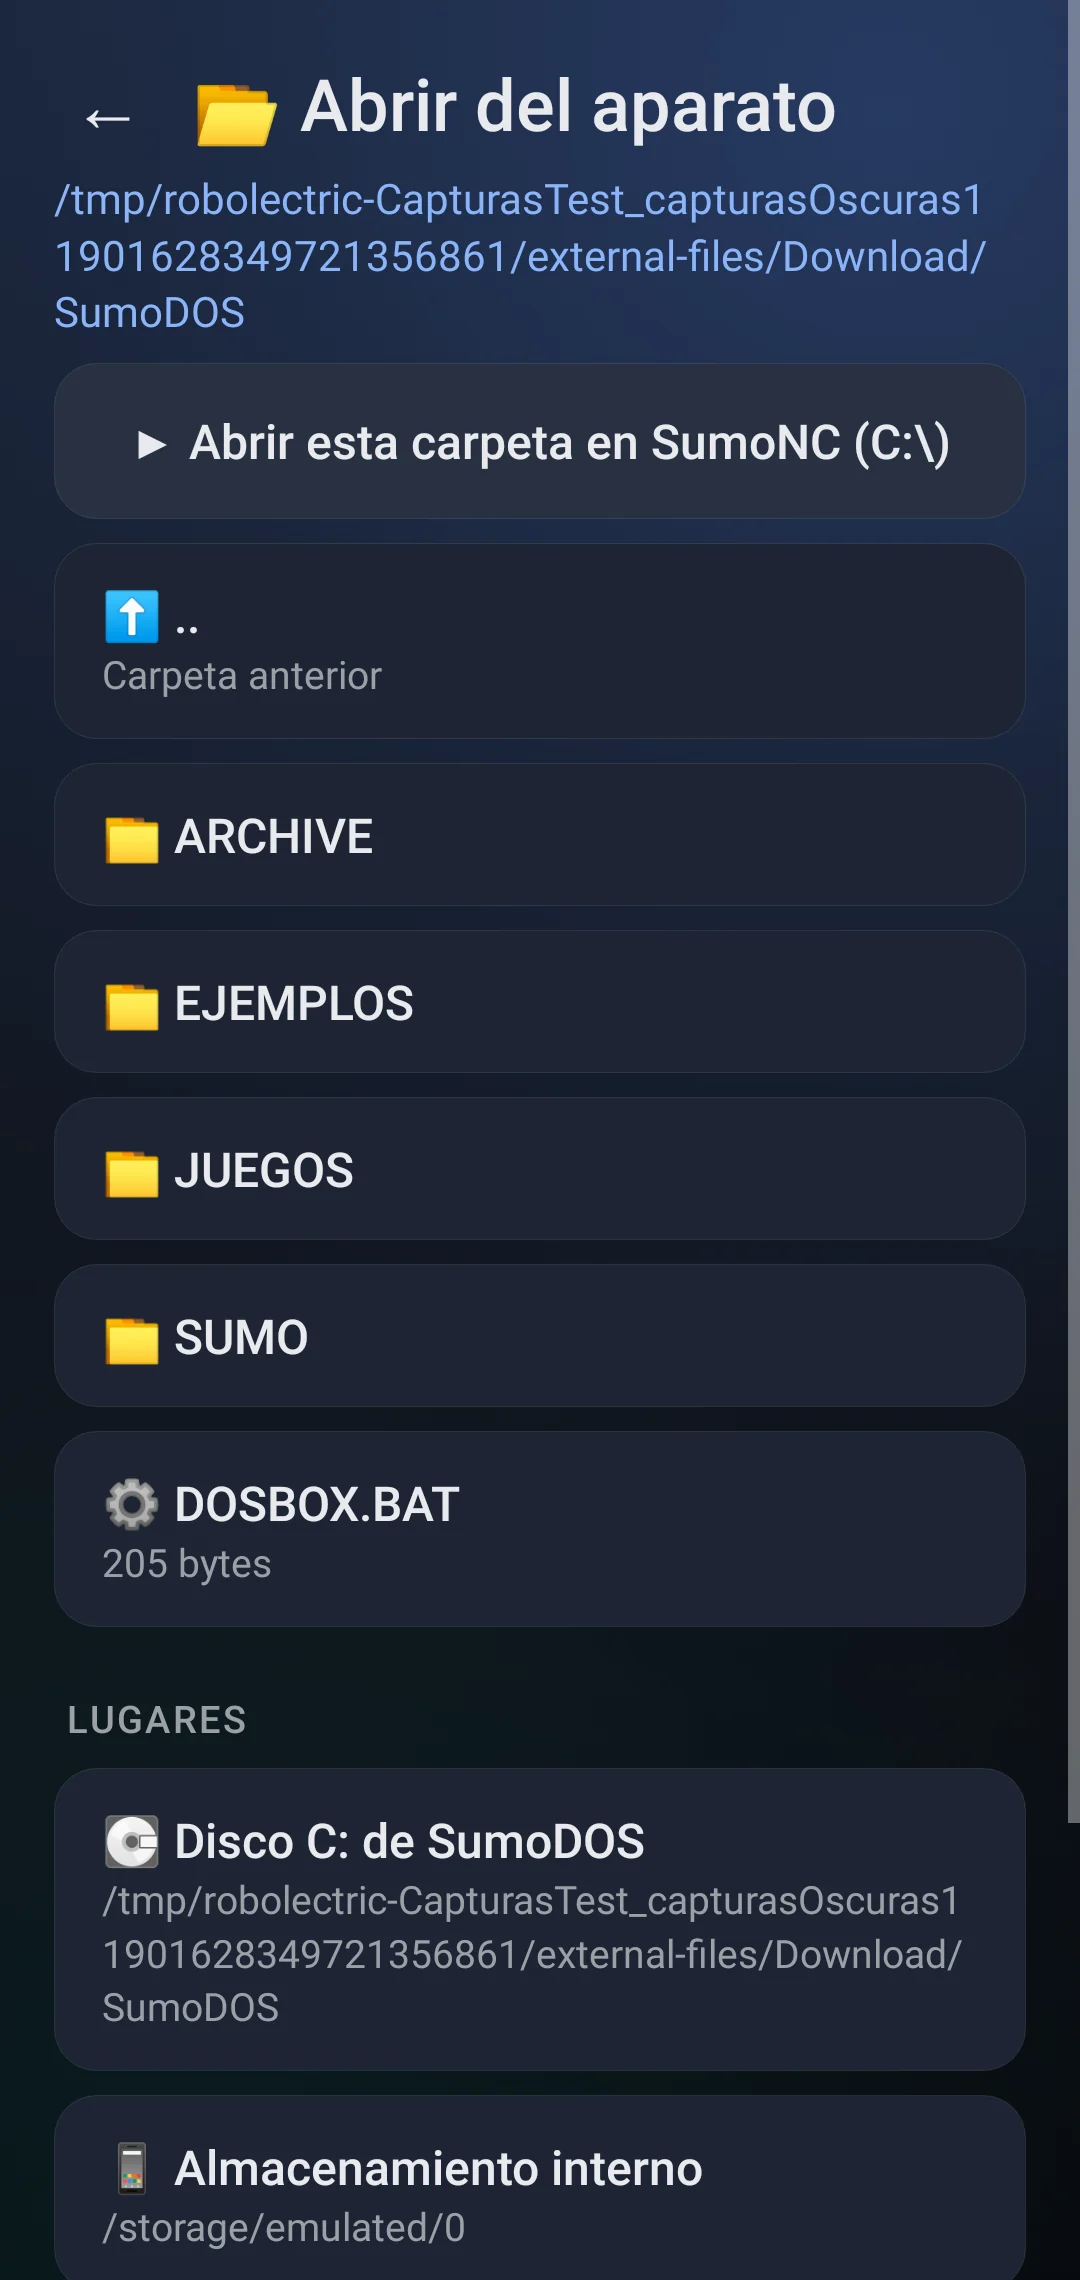 ← 📂 Abrir del aparato
/tmp/robolectric-CapturasTest_capturasOscuras1
1901628349721356861/external-files/Download/
SumoDOS
► Abrir esta carpeta en SumoNC (C:\)
⬆️ ..
Carpeta anterior
📁 ARCHIVE
📁 EJEMPLOS
📁 JUEGOS
📁 SUMO
⚙️ DOSBOX.BAT
205 bytes
LUGARES
💽 Disco C: de SumoDOS
/tmp/robolectric-CapturasTest_capturasOscuras1
1901628349721356861/external-files/Download/
SumoDOS
📱 Almacenamiento interno
/storage/emulated/0